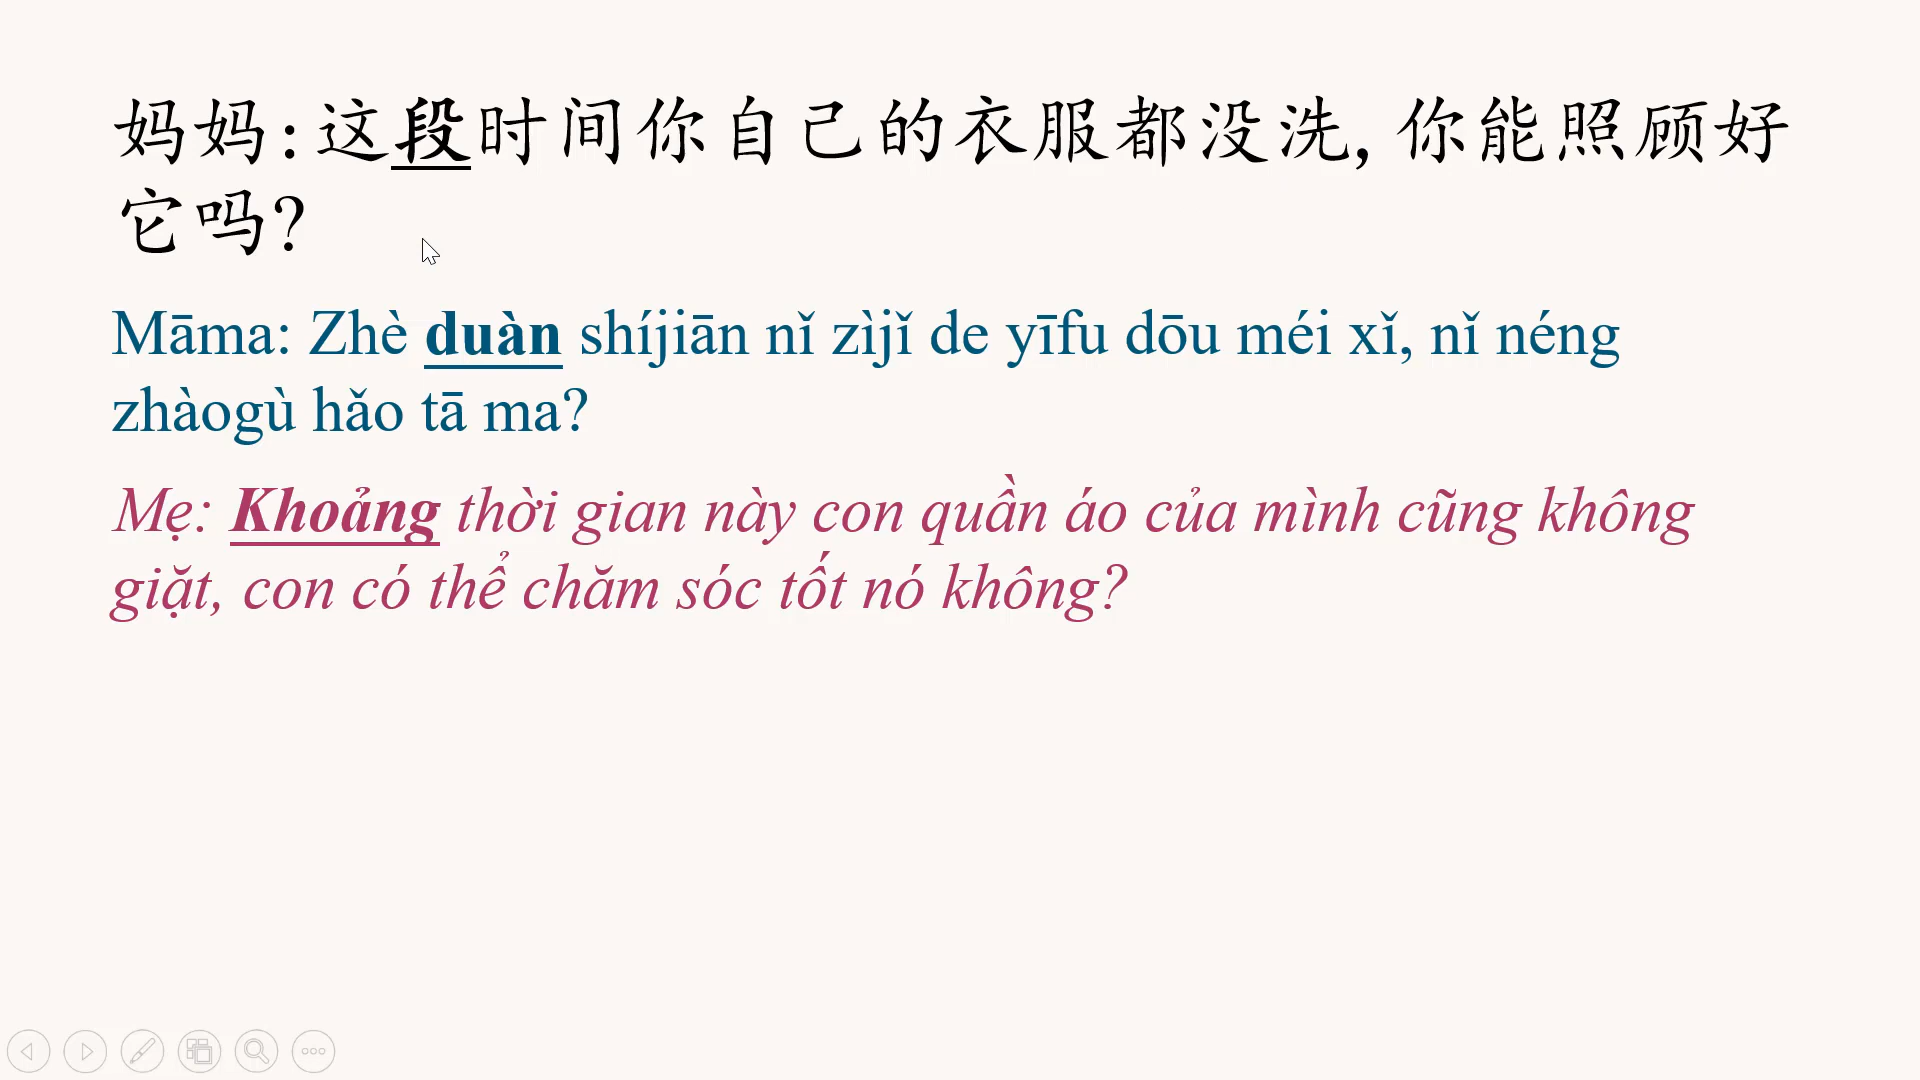 妈妈:这段时间你自己的衣服都没洗,你能照顾好
它吗?
Māma: Zhè duàn shíjiān nǐ zìjǐ de yīfu dōu méi xǐ, nǐ néng
zhàogù hǎo tā ma?
Mẹ: Khoảng thời gian này con quần áo của mình cũng không
giặt, con có thể chăm sóc tốt nó không?